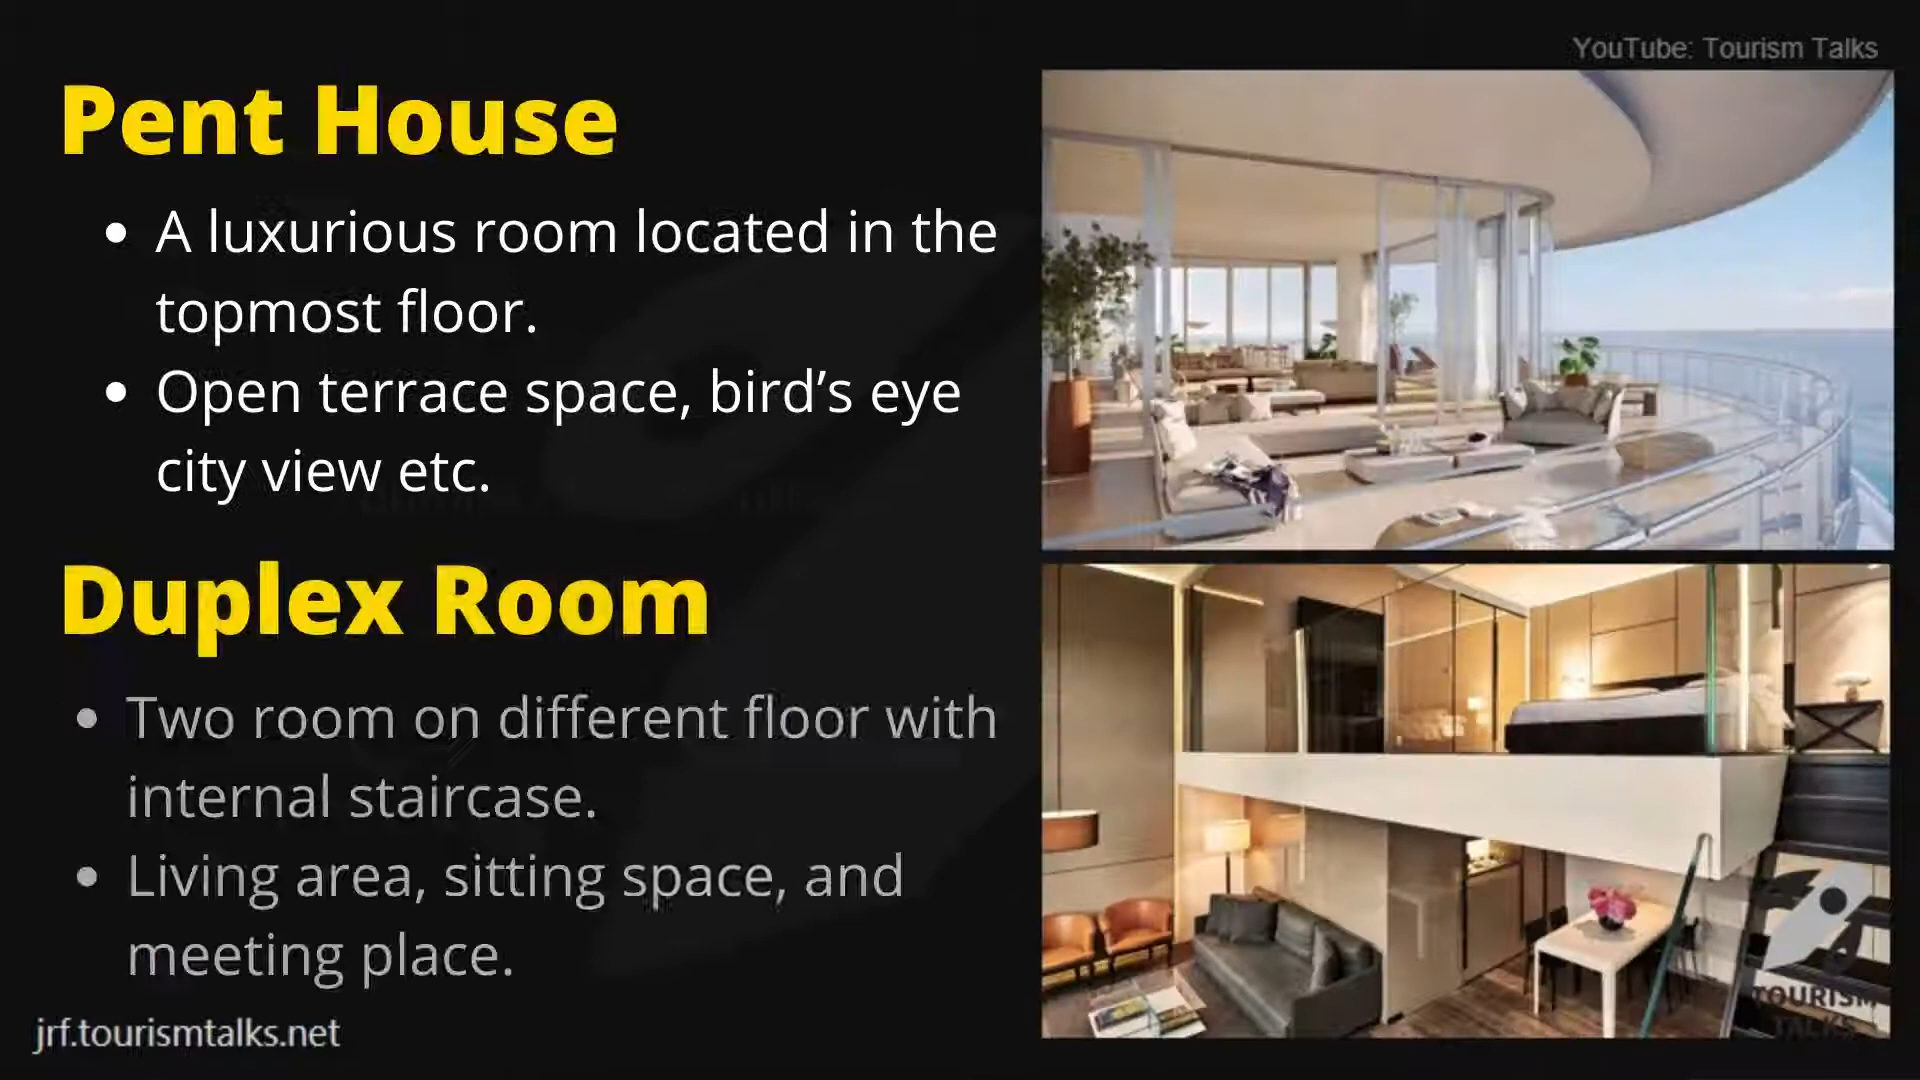 YouTube: Tourism Talks
Pent House
• A luxurious room located in the
topmost floor.
• Open terrace space, bird’s eye
city view etc.
Duplex Room
• Two room on different floor with
internal staircase.
• Living area, sitting space, and
meeting place.
TOURISM
TALKS
jrf.tourismtalks.net